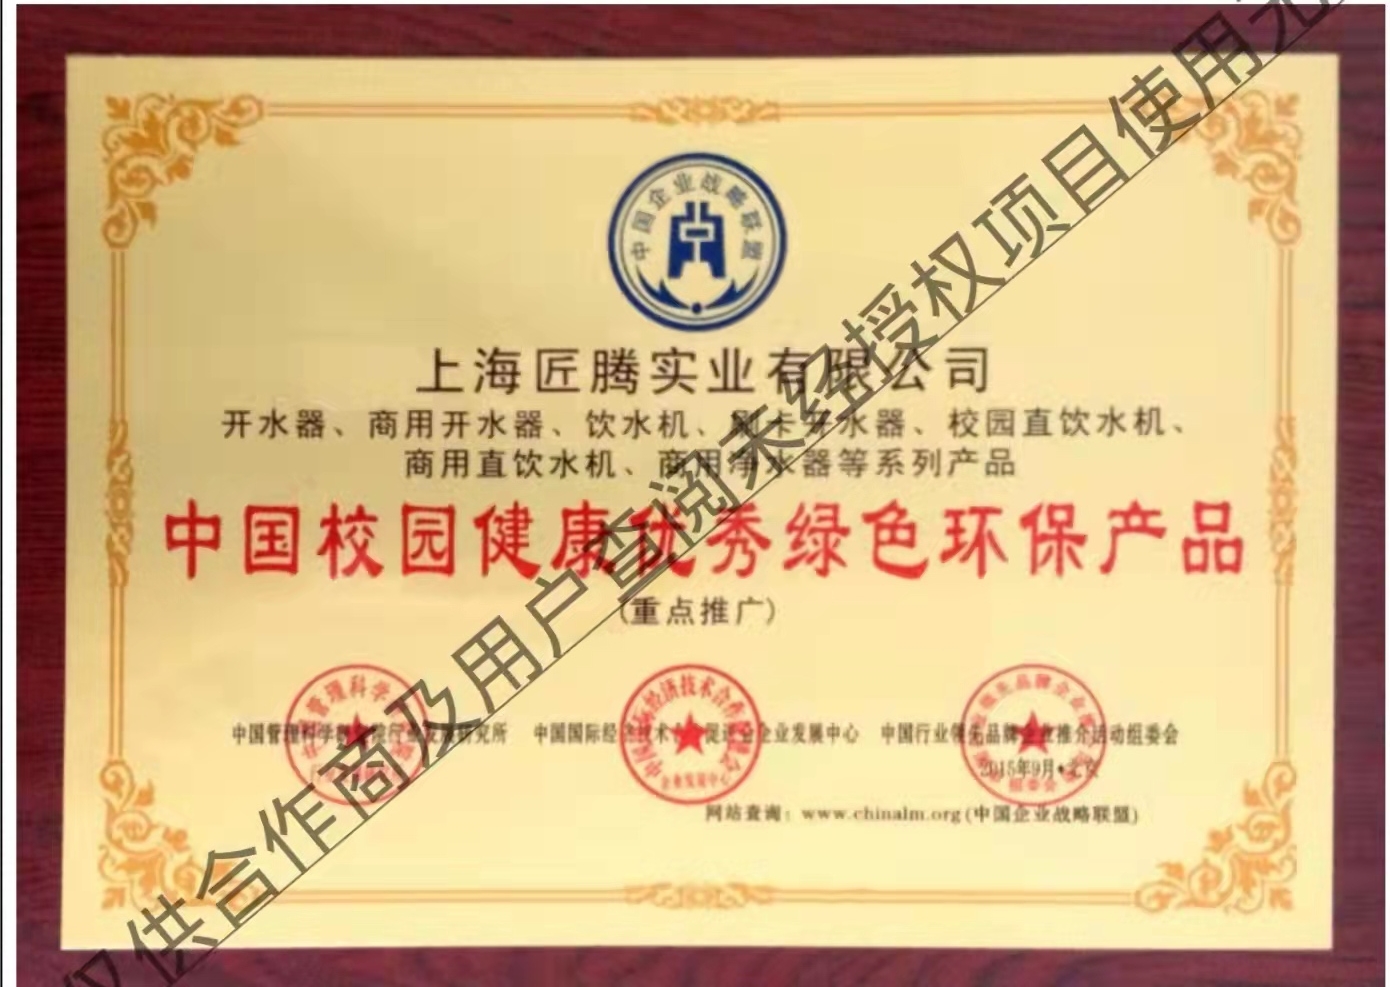 中国企业战略联盟
上海匠腾实业有限公司
开水器、商用开水器、饮水机、刷卡开水器、校园直饮水机、
商用直饮水机、商用净水器等系列产品
中国校园健康优秀绿色环保产品
(重点推广)
中国管理科学研究院行业发展研究所 中国国际经济技术合作促进会企业发展中心 中国行业领先品牌企业推介活动组委会
2015年9月·北京
网站查询：www.chinalm.org(中国企业战略联盟)
仅供合作商及用户查阅未经授权项目使用无